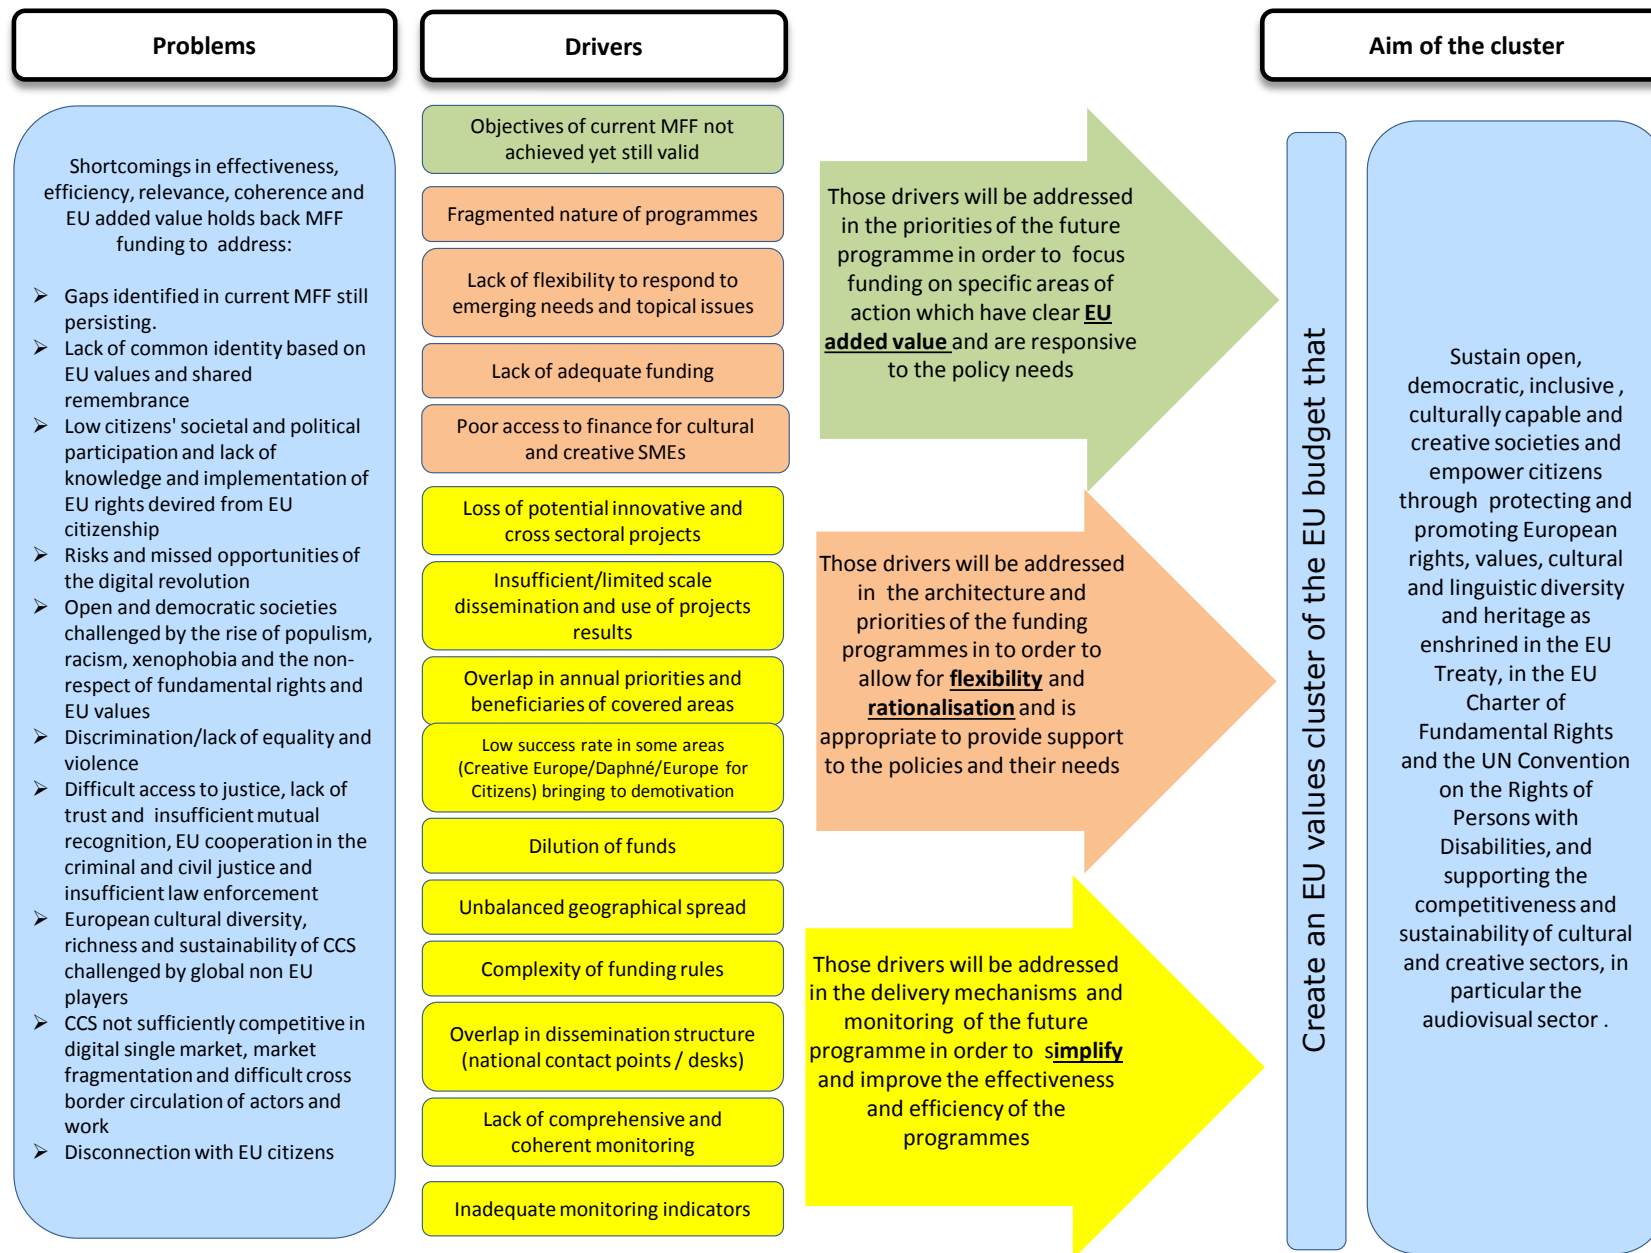 Problems
Shortcomings in effectiveness,
efficiency, relevance, coherence and
EU added value holds back MFF
funding to address:
➢ Gaps identified in current MFF still
persisting.
➢ Lack of common identity based on
EU values and shared
remembrance
➢ Low citizens' societal and political
participation and lack of
knowledge and implementation of
EU rights devired from EU
citizenship
➢ Risks and missed opportunities of
the digital revolution
➢ Open and democratic societies
challenged by the rise of populism,
racism, xenophobia and the non-
respect of fundamental rights and
EU values
➢ Discrimination/lack of equality and
violence
➢ Difficult access to justice, lack of
trust and insufficient mutual
recognition, EU cooperation in the
criminal and civil justice and
insufficient law enforcement
➢ European cultural diversity,
richness and sustainability of CCS
challenged by global non EU
players
➢ CCS not sufficiently competitive in
digital single market, market
fragmentation and difficult cross
border circulation of actors and
work
➢ Disconnection with EU citizens
Drivers
Objectives of current MFF not
achieved yet still valid
Fragmented nature of programmes
Lack of flexibility to respond to
emerging needs and topical issues
Lack of adequate funding
Poor access to finance for cultural
and creative SMEs
Loss of potential innovative and
cross sectoral projects
Insufficient/limited scale
dissemination and use of projects
results
Overlap in annual priorities and
beneficiaries of covered areas
Low success rate in some areas
(Creative Europe/Daphné/Europe for
Citizens) bringing to demotivation
Dilution of funds
Unbalanced geographical spread
Complexity of funding rules
Overlap in dissemination structure
(national contact points / desks)
Lack of comprehensive and
coherent monitoring
Inadequate monitoring indicators
Those drivers will be addressed
in the priorities of the future
programme in order to focus
funding on specific areas of
action which have clear EU
added value and are responsive
to the policy needs
Those drivers will be addressed
in the architecture and
priorities of the funding
programmes in to order to
allow for flexibility and
rationalisation and is
appropriate to provide support
to the policies and their needs
Those drivers will be addressed
in the delivery mechanisms and
monitoring of the future
programme in order to simplify
and improve the effectiveness
and efficiency of the
programmes
Aim of the cluster
Create an EU values cluster of the EU budget that
Sustain open,
democratic, inclusive ,
culturally capable and
creative societies and
empower citizens
through protecting and
promoting European
rights, values, cultural
and linguistic diversity
and heritage as
enshrined in the EU
Treaty, in the EU
Charter of
Fundamental Rights
and the UN Convention
on the Rights of
Persons with
Disabilities, and
supporting the
competitiveness and
sustainability of cultural
and creative sectors, in
particular the
audiovisual sector .